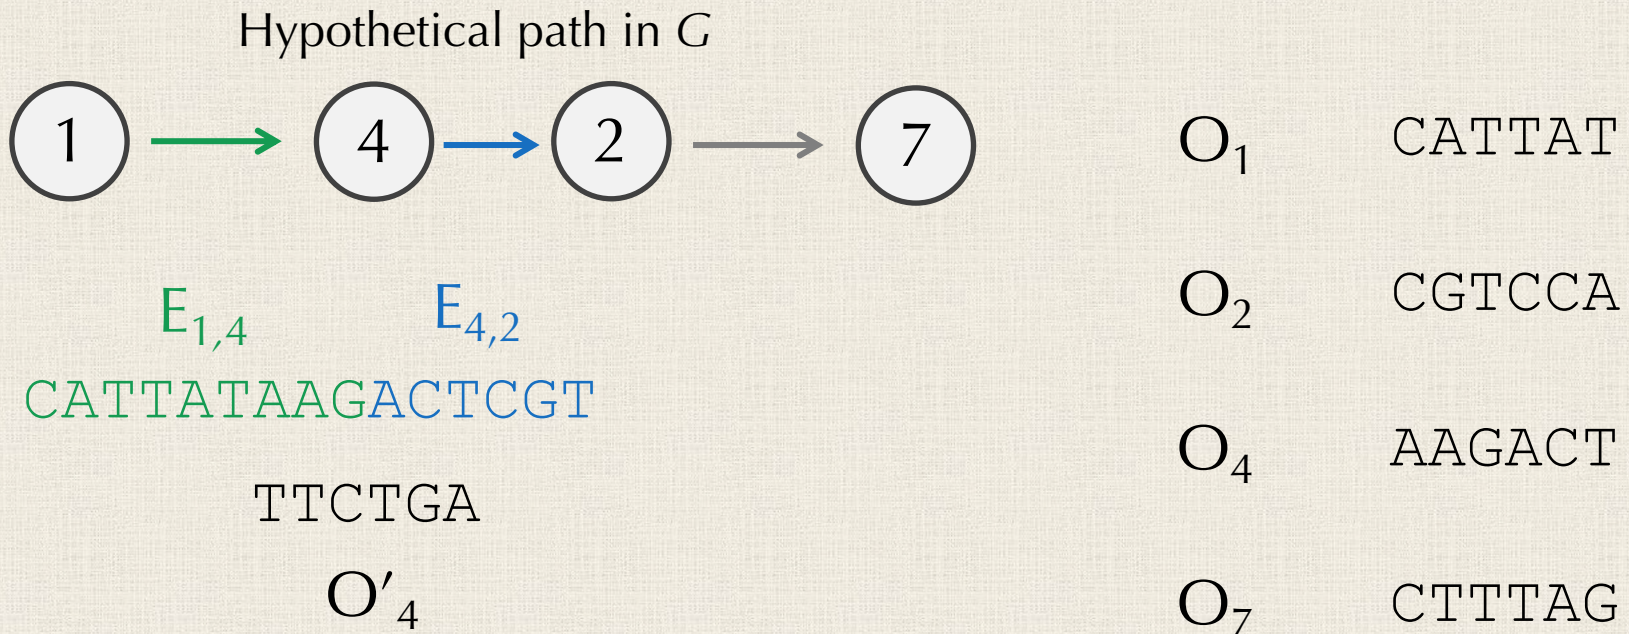 Hypothetical path in G
1 4 2 7
E1,4 E4,2
CATTATAAGACTCGT
TTCTGA
O′4
O1 CATTAT
O2 CGTCCA
O4 AAGACT
O7 CTTTAG